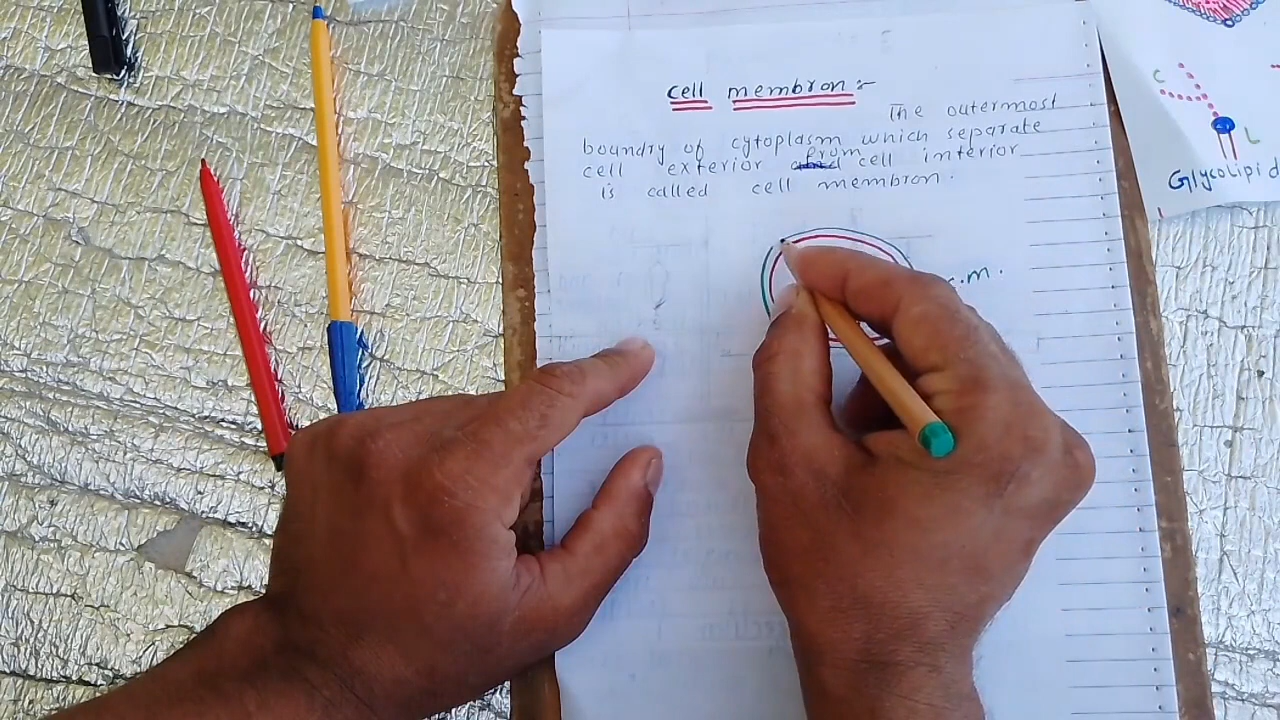 cell membron:-
The outermost
boundry of cytoplasm which separate
cell exterior from cell interior
is called cell membron.
.m.
C
L
Glycolipid